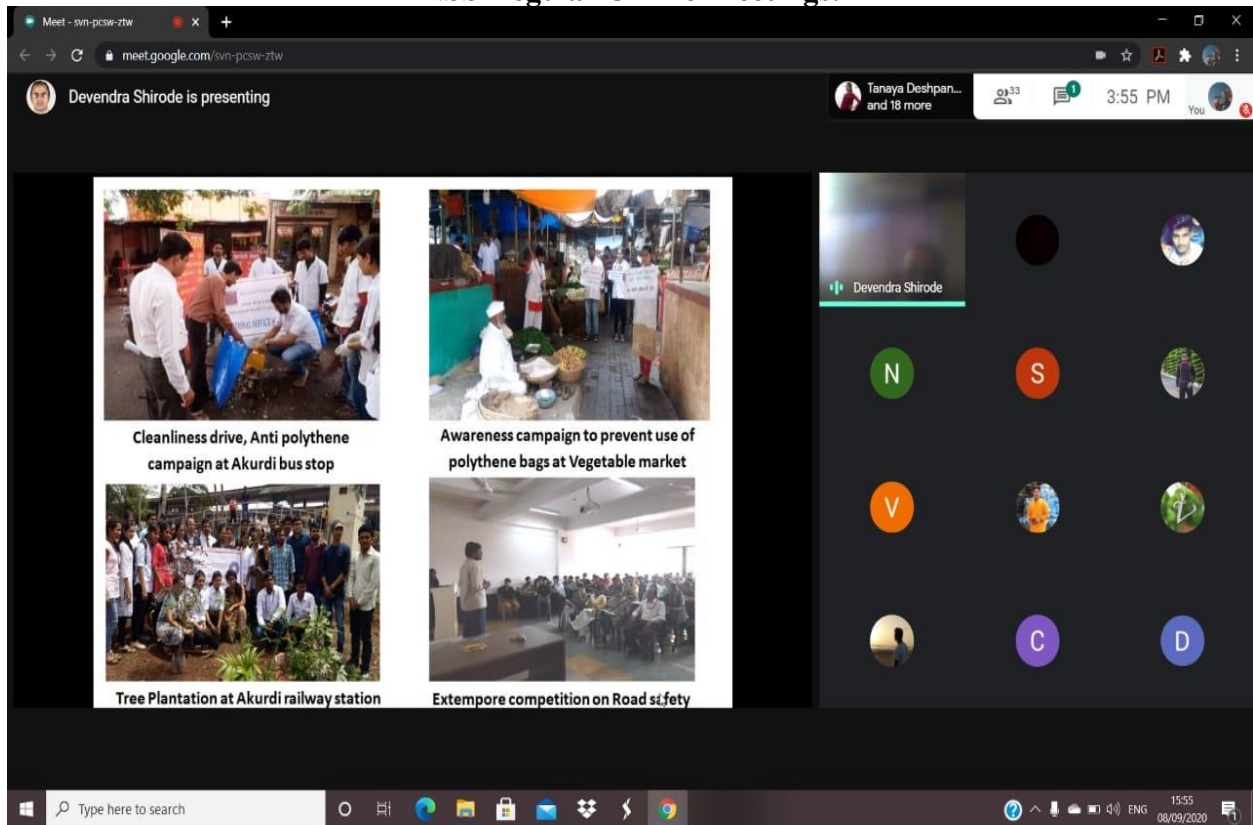 Meet - svn-pcsw-ztw
meet.google.com/svn-pcsw-ztw
Devendra Shirode is presenting
Tanaya Deshpan...
and 18 more
33
1
3:55 PM
You
Devendra Shirode
N
S
V
C
D
Cleanliness drive, Anti polythene
campaign at Akurdi bus stop
Awareness campaign to prevent use of
polythene bags at Vegetable market
Tree Plantation at Akurdi railway station
Extempore competition on Road safety
Type here to search
ENG
15:55
08/09/2020
1